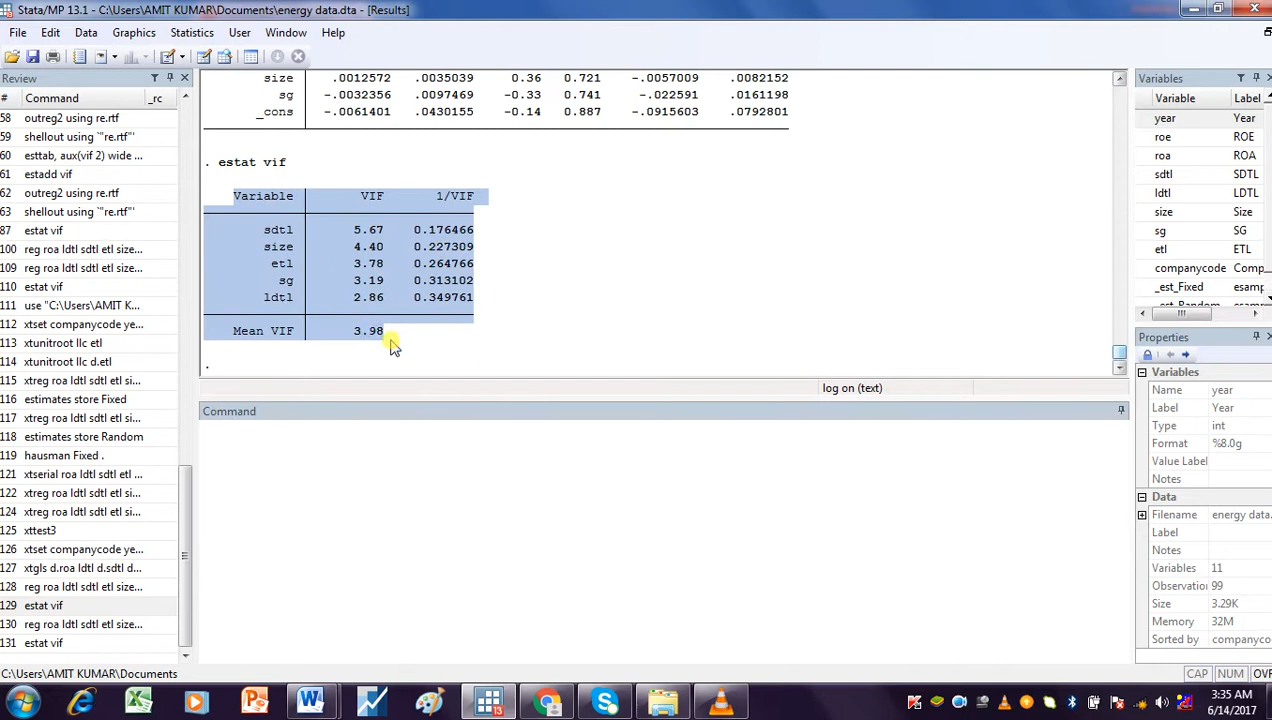 Stata/MP 13.1 - C:\Users\AMIT KUMAR\Documents\energy data.dta - [Results]
File Edit Data Graphics Statistics User Window Help
Review
# Command _rc
58 outreg2 using re.rtf
59 shellout using `"re.rtf"'
60 esttab, aux(vif 2) wide ...
61 estadd vif
62 outreg2 using re.rtf
63 shellout using `"re.rtf"'
87 estat vif
100 reg roa ldtl sdtl etl size...
109 reg roa ldtl sdtl etl size...
110 estat vif
111 use "C:\Users\AMIT K...
112 xtset companycode ye...
113 xtunitroot llc etl
114 xtunitroot llc d.etl
115 xtreg roa ldtl sdtl etl si...
116 estimates store Fixed
117 xtreg roa ldtl sdtl etl si...
118 estimates store Random
119 hausman Fixed .
121 xtserial roa ldtl sdtl etl ...
122 xtreg roa ldtl sdtl etl si...
124 xtreg roa ldtl sdtl etl si...
125 xttest3
126 xtset companycode ye...
127 xtgls d.roa ldtl d.sdtl d...
128 reg roa ldtl sdtl etl size...
129 estat vif
130 reg roa ldtl sdtl etl size...
131 estat vif
size .0012572 .0035039 0.36 0.721 -.0057009 .0082152
sg -.0032356 .0097469 -0.33 0.741 -.022591 .0161198
_cons -.0061401 .0430155 -0.14 0.887 -.0915603 .0792801
. estat vif
Variable VIF 1/VIF
sdtl 5.67 0.176466
size 4.40 0.227309
etl 3.78 0.264766
sg 3.19 0.313102
ldtl 2.86 0.349761
Mean VIF 3.98
.
log on (text)
Command
Variables
Variable Label
year Year
roe ROE
roa ROA
sdtl SDTL
ldtl LDTL
size Size
sg SG
etl ETL
companycode Comp...
_est_Fixed esamp
_est_Random esamp
Properties
Variables
Name year
Label Year
Type int
Format %8.0g
Value Label
Notes
Data
Filename energy data.
Label
Notes
Variables 11
Observation 99
Size 3.29K
Memory 32M
Sorted by companyco
C:\Users\AMIT KUMAR\Documents
CAP NUM OVR
3:35 AM
6/14/2017